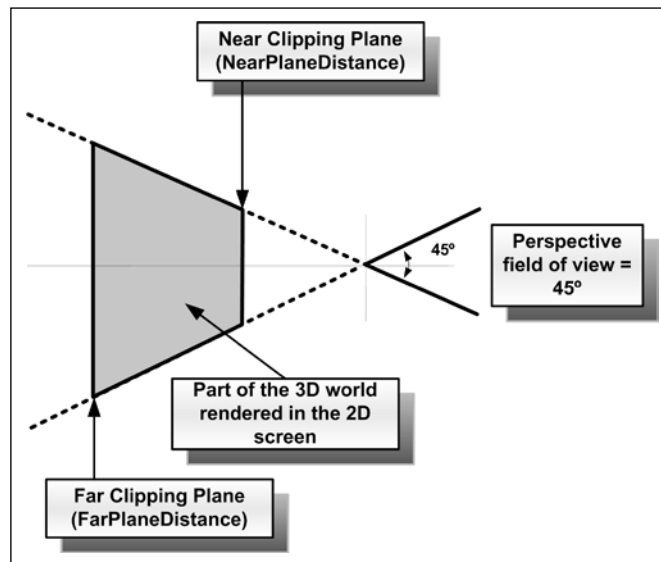 Near Clipping Plane
(NearPlaneDistance)
45º
Perspective
field of view =
45º
Part of the 3D world
rendered in the 2D
screen
Far Clipping Plane
(FarPlaneDistance)